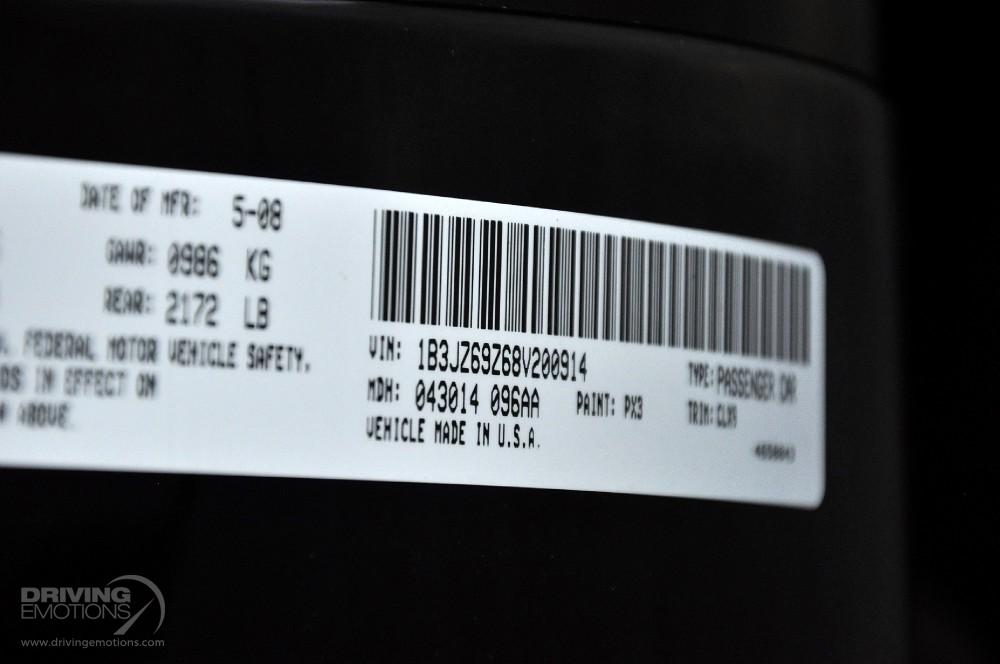 DATE OF MFR: 5-08
GAWR: 0986 KG
REAR: 2172 LB
FEDERAL MOTOR VEHICLE SAFETY,
IN EFFECT ON
ABOVE.
VIN: 1B3JZ69Z68V200914
MDH: 043014 096AA PAINT: PX3
VEHICLE MADE IN U.S.A.
TYPE: PASSENGER CAR
TRIM:
DRIVING
EMOTIONS
www.drivingemotions.com